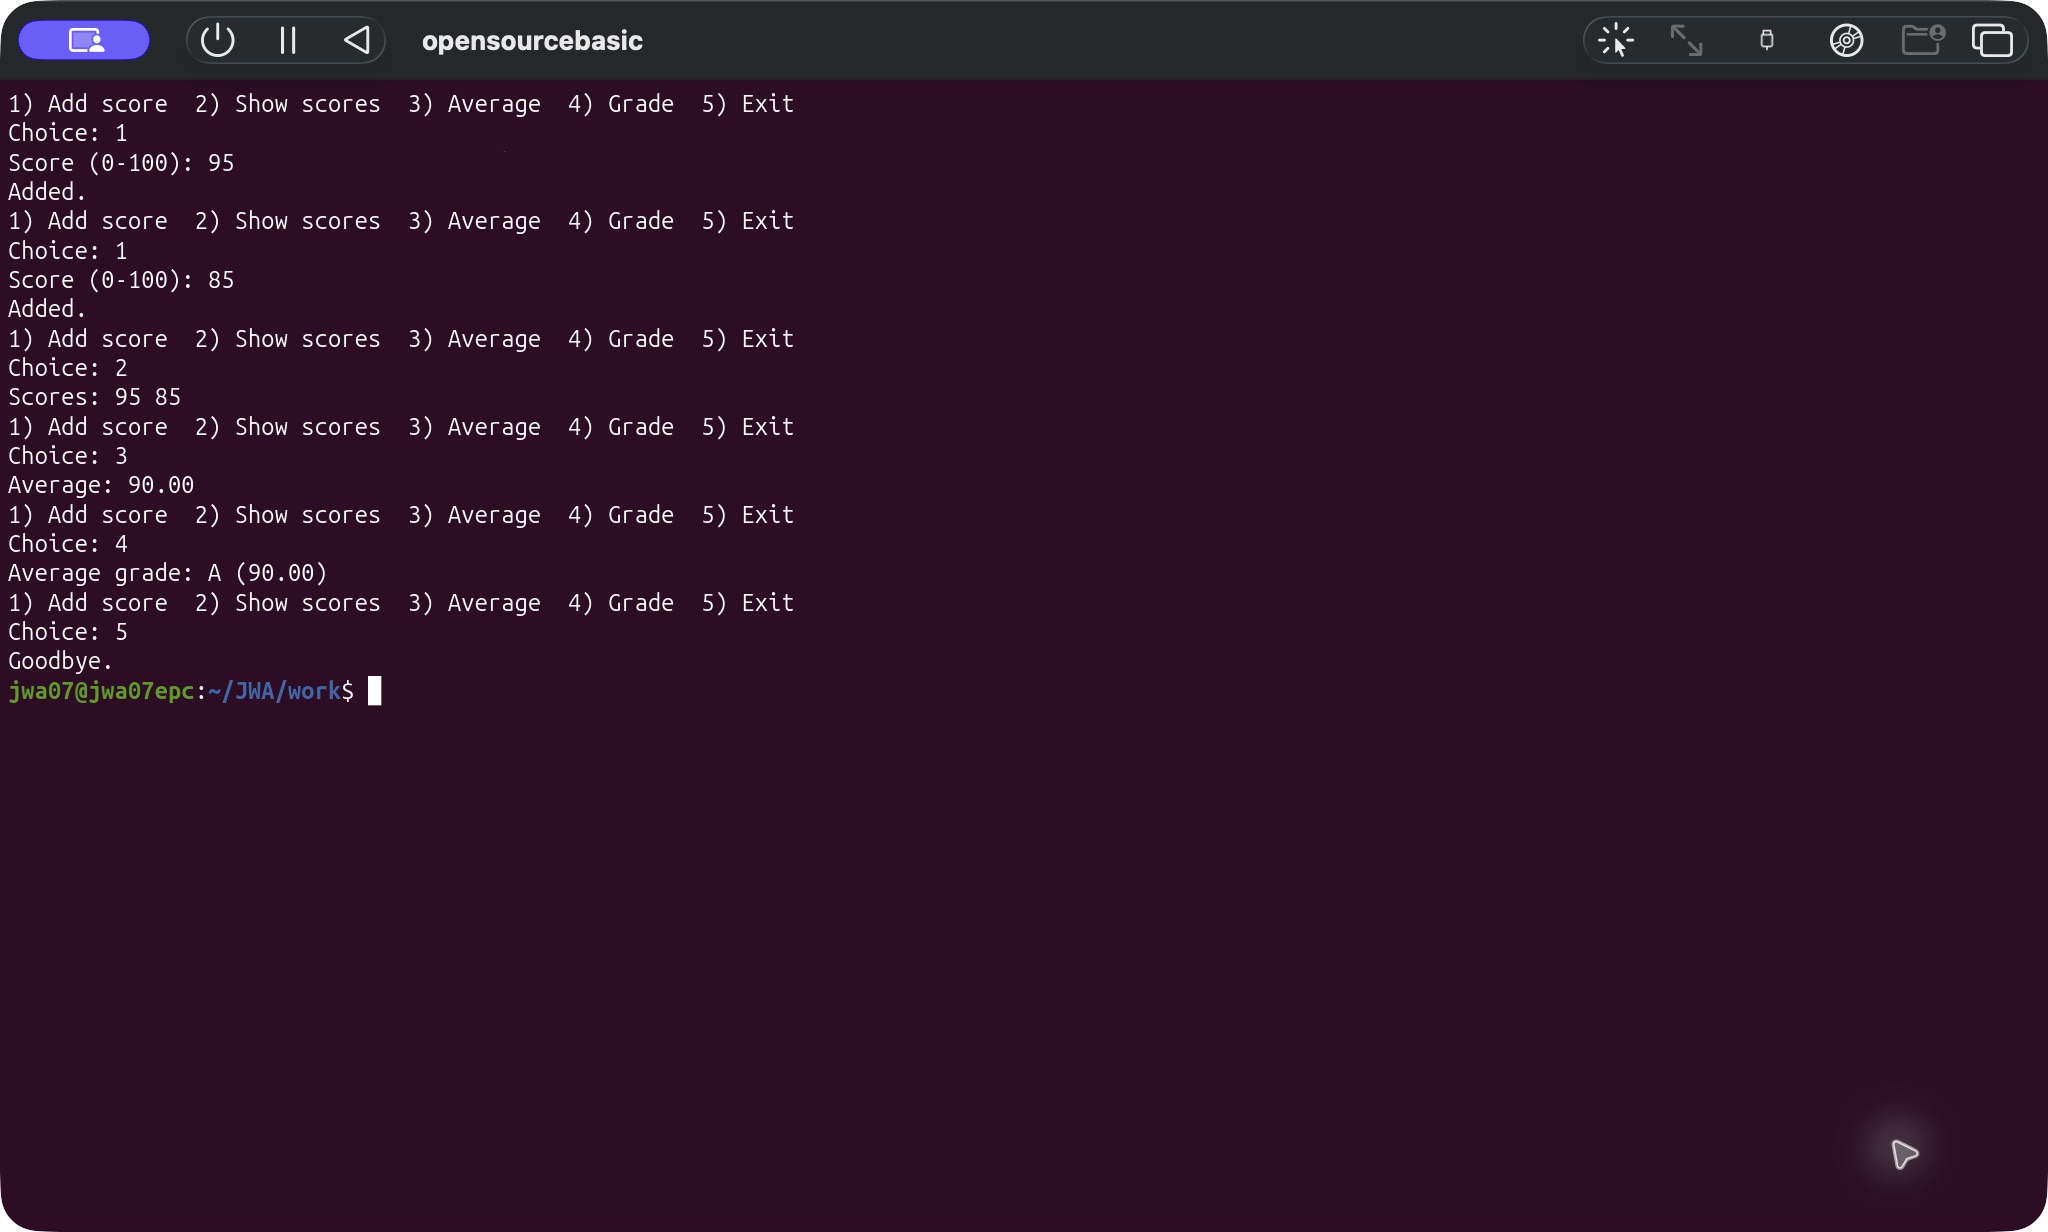 opensourcebasic
1) Add score  2) Show scores  3) Average  4) Grade  5) Exit
Choice: 1
Score (0-100): 95
Added.
1) Add score  2) Show scores  3) Average  4) Grade  5) Exit
Choice: 1
Score (0-100): 85
Added.
1) Add score  2) Show scores  3) Average  4) Grade  5) Exit
Choice: 2
Scores: 95 85
1) Add score  2) Show scores  3) Average  4) Grade  5) Exit
Choice: 3
Average: 90.00
1) Add score  2) Show scores  3) Average  4) Grade  5) Exit
Choice: 4
Average grade: A (90.00)
1) Add score  2) Show scores  3) Average  4) Grade  5) Exit
Choice: 5
Goodbye.
jwa07@jwa07epc:~/JWA/work$